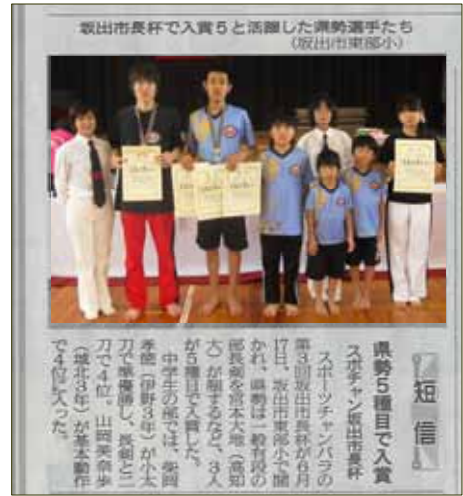 坂出市長杯で入賞5と活躍した県勢選手たち
(坂出市東部小)
短信
県勢5種目で入賞
スポチャン坂出市長杯
スポーツチャンバラの
第3回坂出市長杯が6月
17日、坂出市東部小で開
かれ、県勢は一般有段の
部長剣を宮本大地(高知
大)が制するなど、3人
が5種目で入賞した。
中学生の部では、柴岡
孝徳(伊野3年)が小太
刀で準優勝し、長剣と二
刀で4位。山岡美奈歩
(城北3年)が基本動作
で4位に入った。